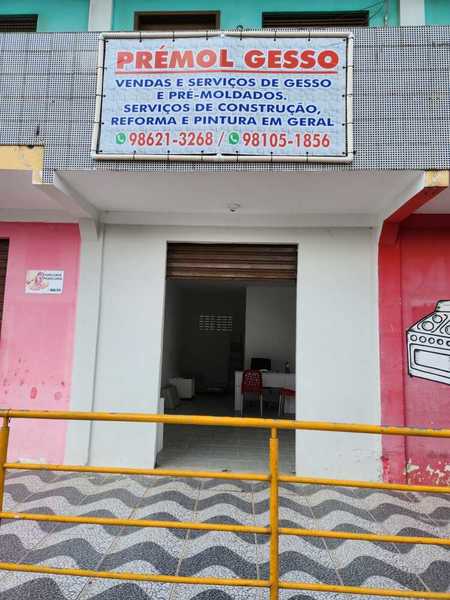 PRÉMOL GESSO
VENDAS E SERVIÇOS DE GESSO
E PRÉ-MOLDADOS.
SERVIÇOS DE CONSTRUÇÃO,
REFORMA E PINTURA EM GERAL
98621-3268 / 98105-1856